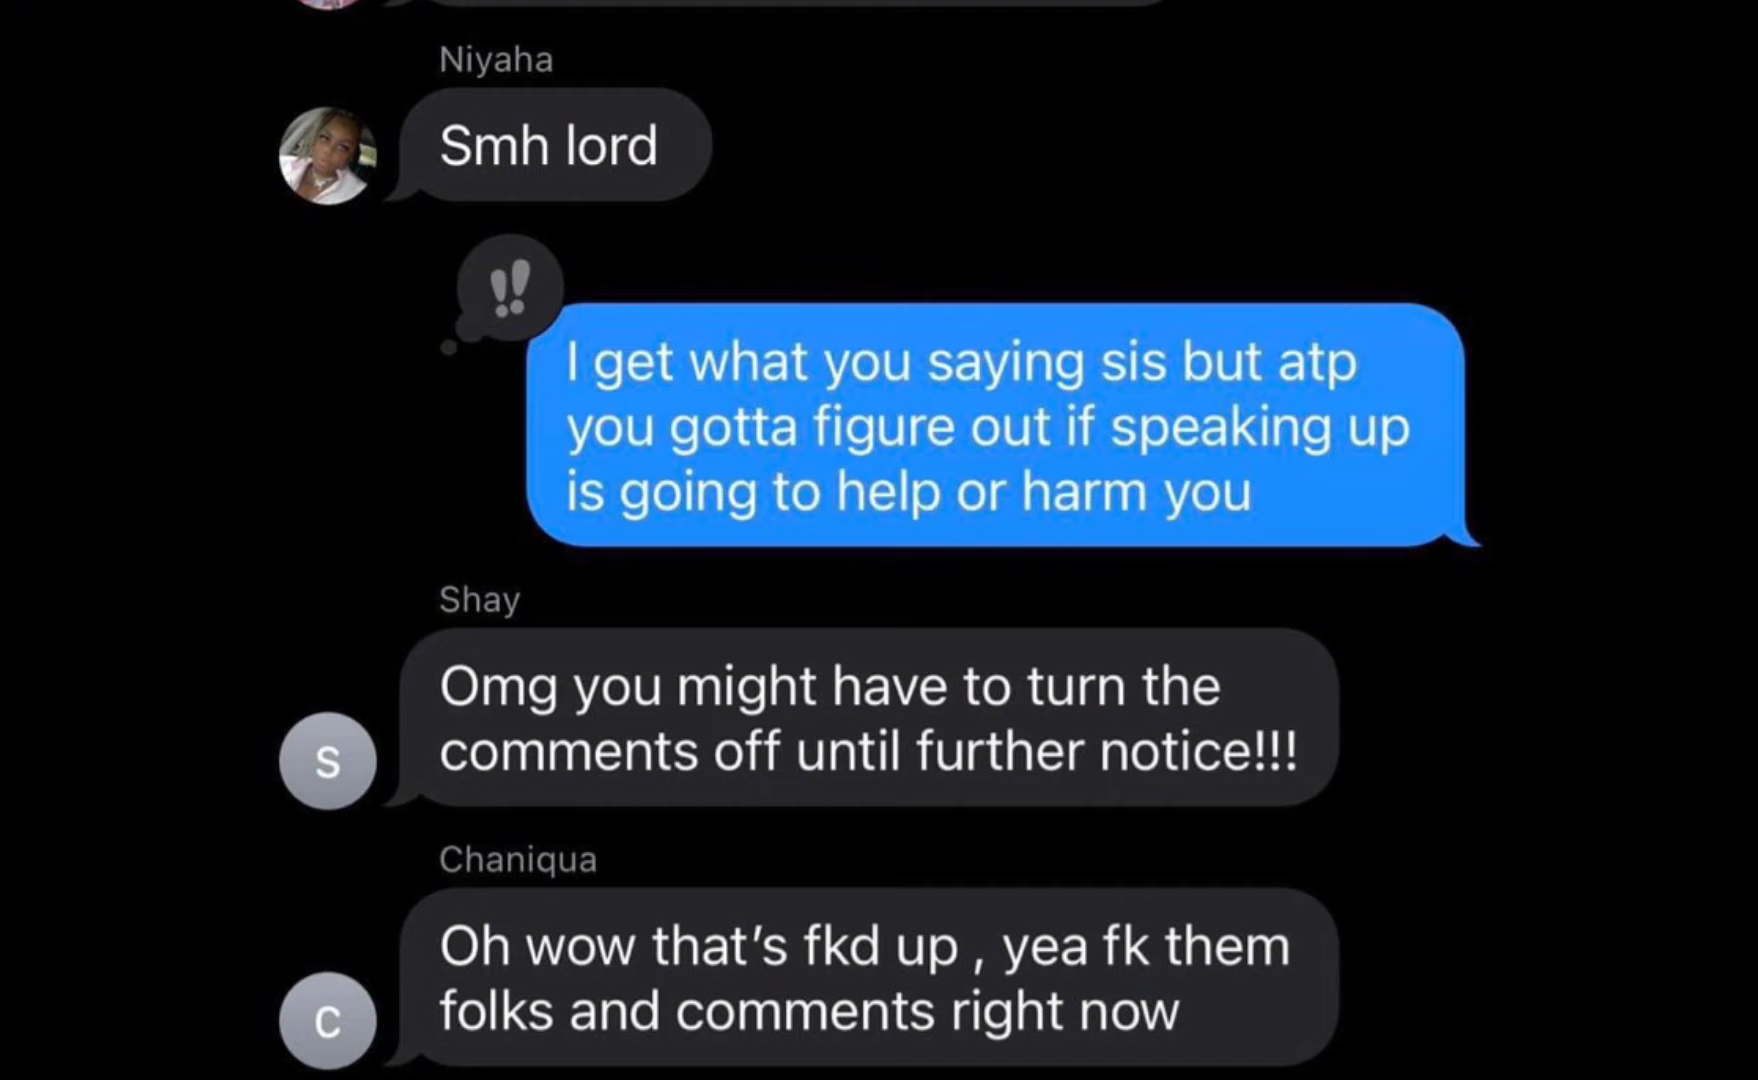 Niyaha
Smh lord
!!
I get what you saying sis but atp
you gotta figure out if speaking up
is going to help or harm you
Shay
Omg you might have to turn the
comments off until further notice!!!
S
Chaniqua
Oh wow that's fkd up , yea fk them
folks and comments right now
C